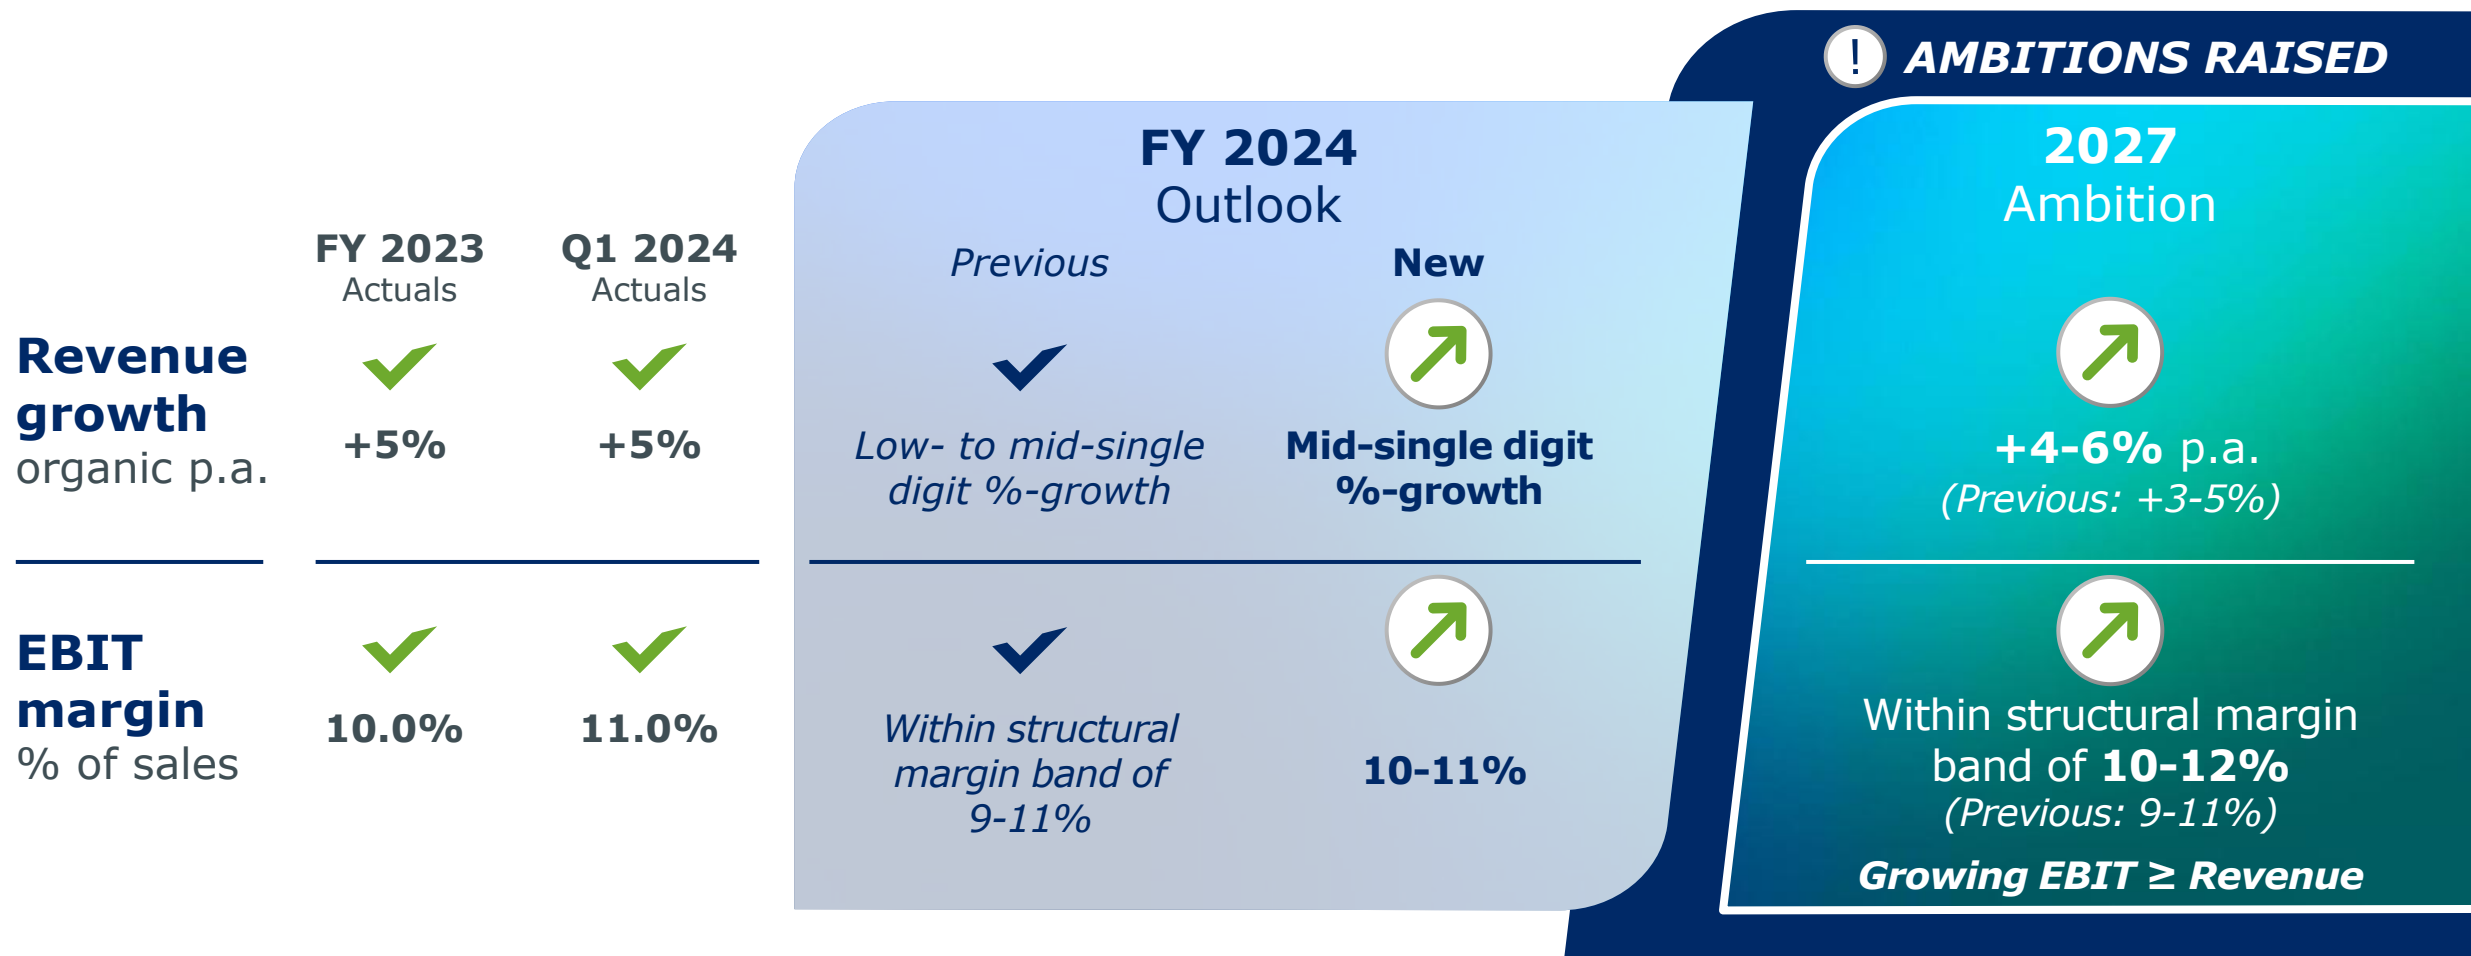 ! AMBITIONS RAISED
FY 2024
Outlook
2027
Ambition
FY 2023
Actuals
Q1 2024
Actuals
Previous
New
Revenue
growth
organic p.a.
+5%
+5%
Low- to mid-single
digit %-growth
Mid-single digit
%-growth
+4-6% p.a.
(Previous: +3-5%)
EBIT
margin
% of sales
10.0%
11.0%
Within structural
margin band of
9-11%
10-11%
Within structural margin
band of 10-12%
(Previous: 9-11%)
Growing EBIT ≥ Revenue